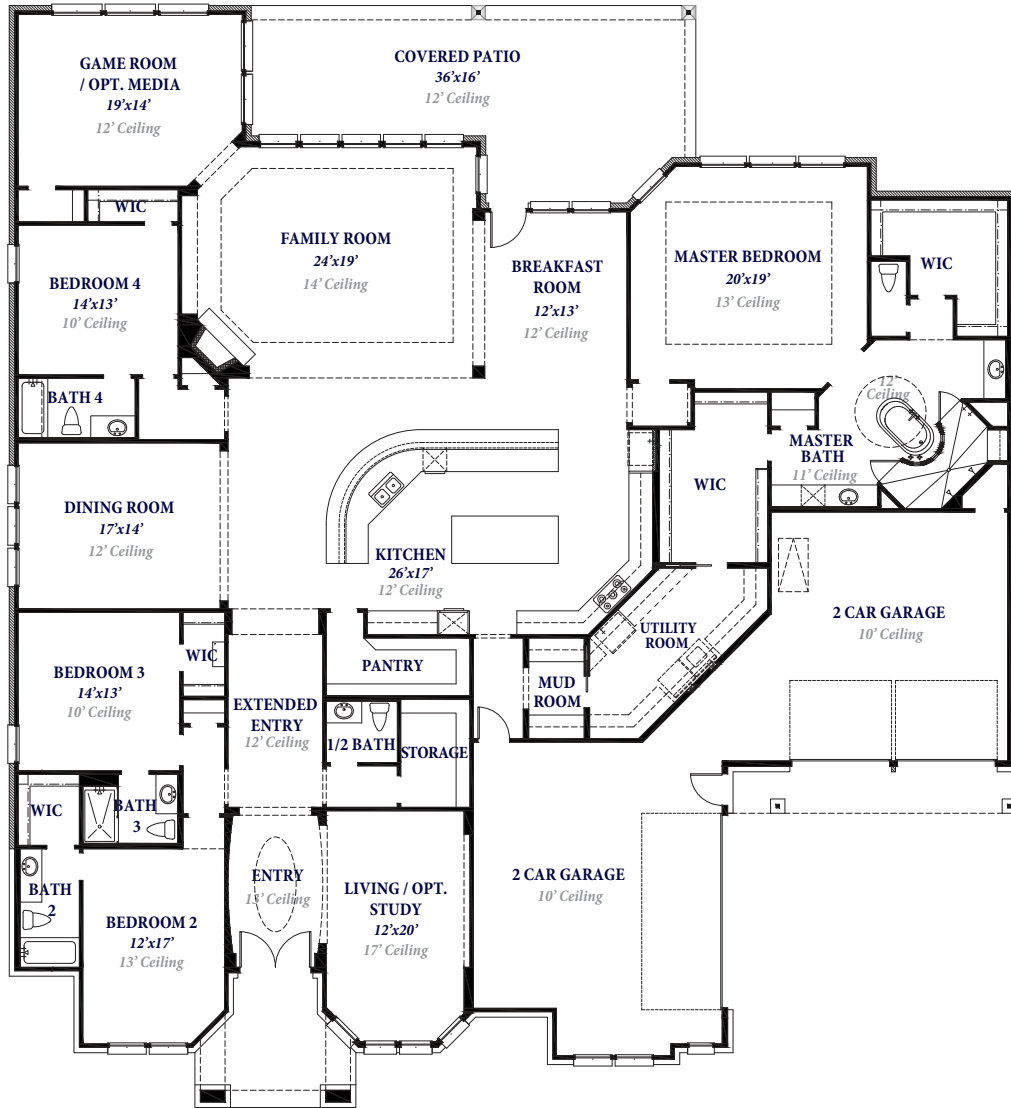 GAME ROOM
/ OPT. MEDIA
19'x14'
12' Ceiling
COVERED PATIO
36'x16'
12' Ceiling
WIC
FAMILY ROOM
24'x19'
14' Ceiling
BREAKFAST
ROOM
12'x13'
12' Ceiling
MASTER BEDROOM
20'x19'
13' Ceiling
WIC
BEDROOM 4
14'x13'
10' Ceiling
BATH 4
12'
Ceiling
MASTER
BATH
11' Ceiling
WIC
DINING ROOM
17'x14'
12' Ceiling
KITCHEN
26'x17'
12' Ceiling
2 CAR GARAGE
10' Ceiling
UTILITY
ROOM
BEDROOM 3
14'x13'
10' Ceiling
WIC
PANTRY
MUD
ROOM
EXTENDED
ENTRY
12' Ceiling
1/2 BATH
STORAGE
WIC
BATH
3
BATH
2
BEDROOM 2
12'x17'
13' Ceiling
ENTRY
13' Ceiling
LIVING / OPT.
STUDY
12'x20'
17' Ceiling
2 CAR GARAGE
10' Ceiling